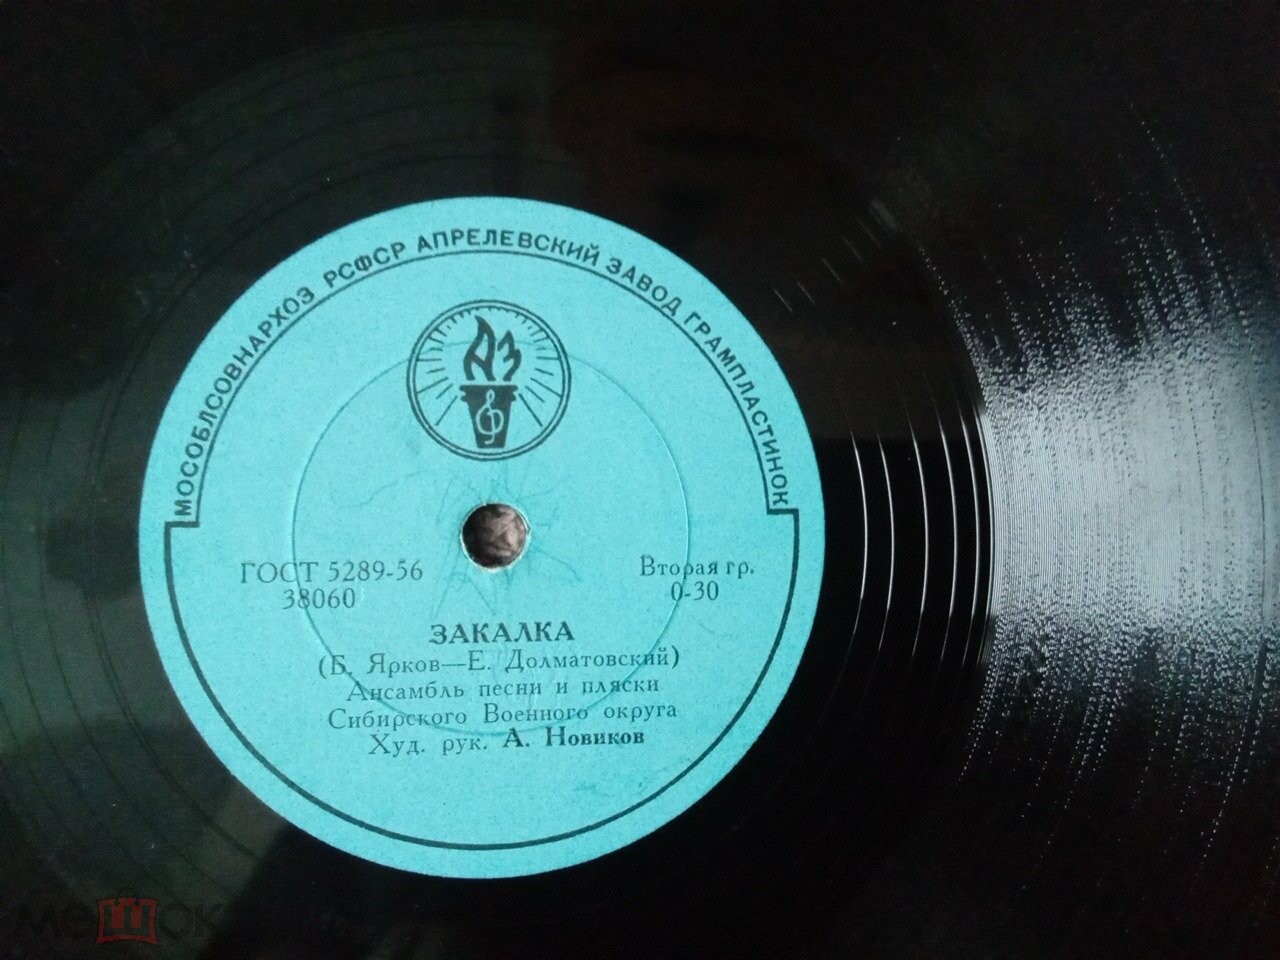 МОСОБЛСОВНАРХОЗ РСФСР АПРЕЛЕВСКИЙ ЗАВОД ГРАМПЛАСТИНОК
АЗ
ГОСТ 5289-56
38060
Вторая гр.
0-30
ЗАКАЛКА
(Б. Ярков—Е. Долматовский)
Ансамбль песни и пляски
Сибирского Военного округа
Худ. рук. А. Новиков
мешок